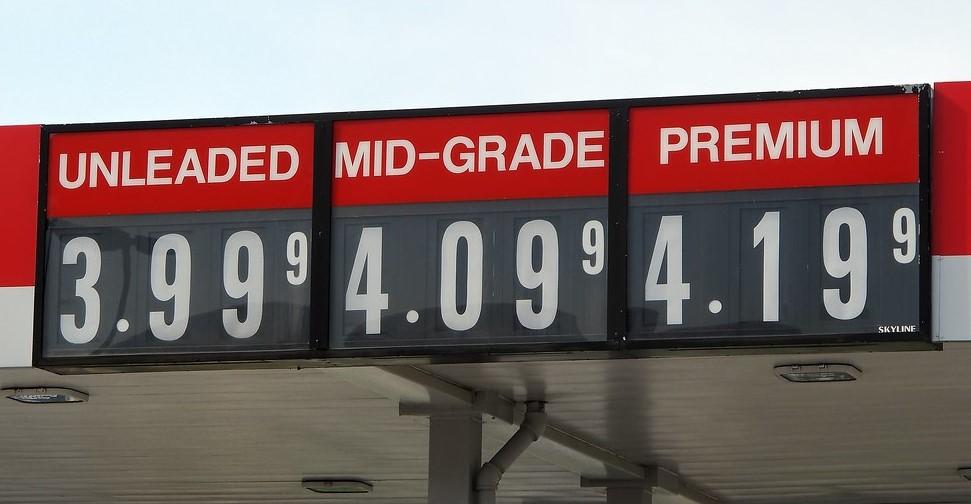 UNLEADED
3.99 9
MID-GRADE
4.09 9
PREMIUM
4.19 9
SKYLINE